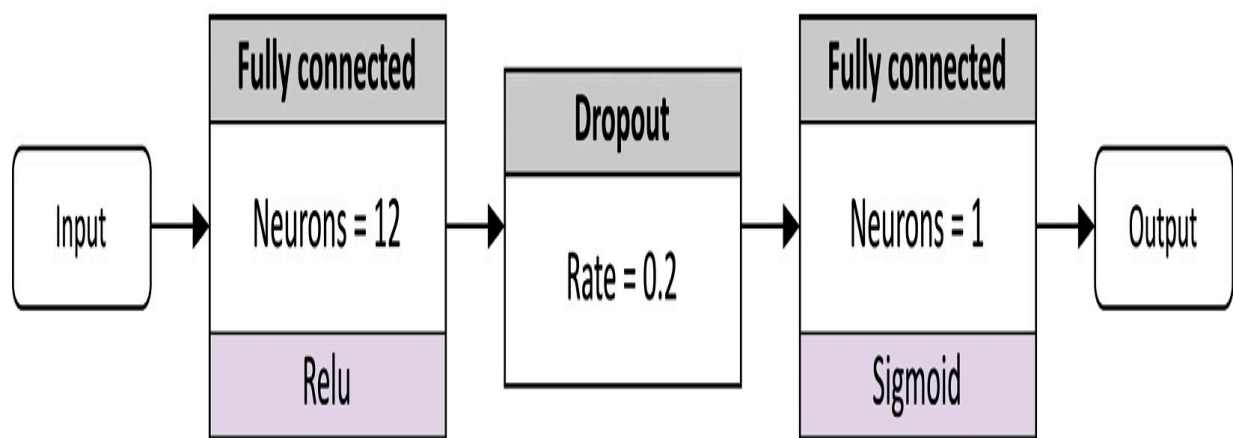 Input
Fully connected
Neurons = 12
Relu
Dropout
Rate = 0.2
Fully connected
Neurons = 1
Sigmoid
Output